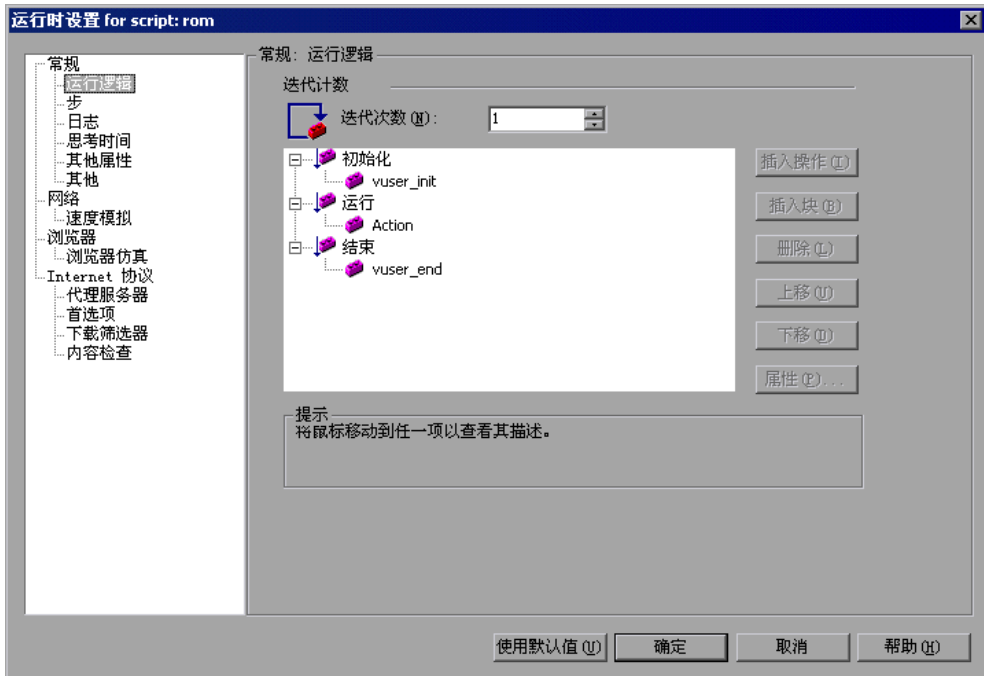 运行时设置 for script: rom
常规
运行逻辑
步
日志
思考时间
其他属性
其他
网络
速度模拟
浏览器
浏览器仿真
Internet 协议
代理服务器
首选项
下载筛选器
内容检查
常规: 运行逻辑
迭代计数
迭代次数(N):
1
初始化
vuser_init
运行
Action
结束
vuser_end
插入操作(I)
插入块(B)
删除(L)
上移(U)
下移(D)
属性(P)...
提示
将鼠标移动到任一项以查看其描述。
使用默认值(U)
确定
取消
帮助(H)